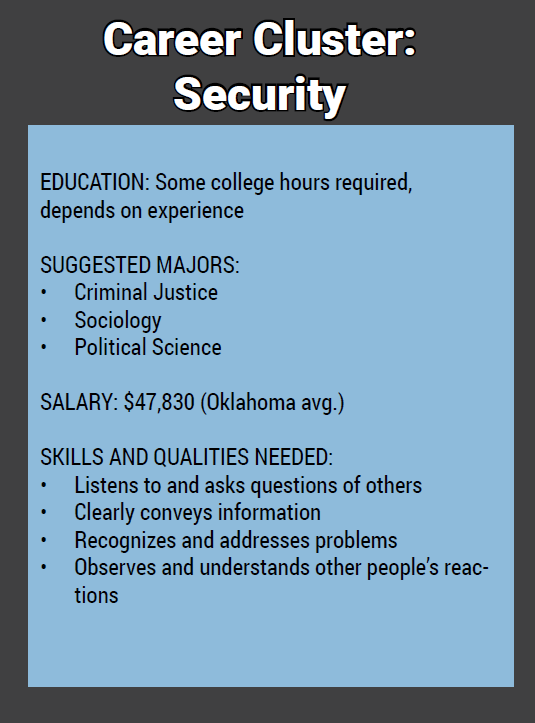 Career Cluster:
Security
EDUCATION: Some college hours required,
depends on experience
SUGGESTED MAJORS:
• Criminal Justice
• Sociology
• Political Science
SALARY: $47,830 (Oklahoma avg.)
SKILLS AND QUALITIES NEEDED:
• Listens to and asks questions of others
• Clearly conveys information
• Recognizes and addresses problems
• Observes and understands other people’s reac-
tions